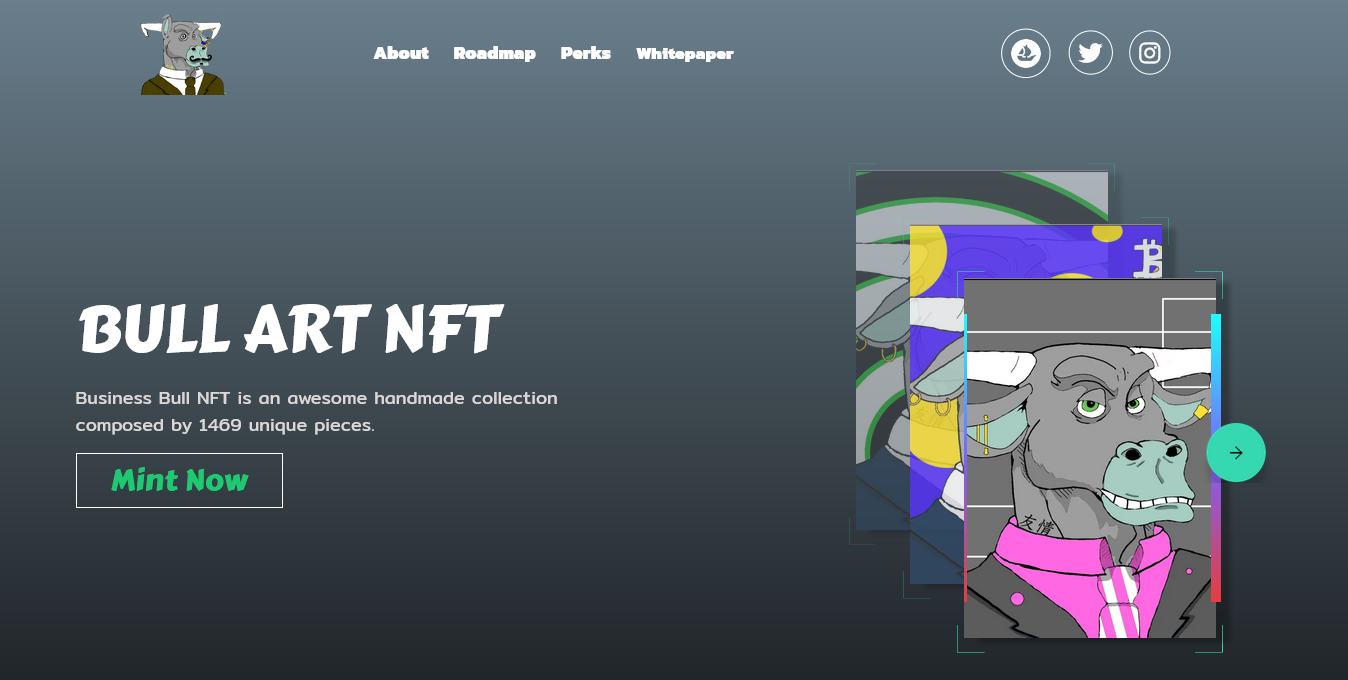 About Roadmap Perks Whitepaper
BULL ART NFT
Business Bull NFT is an awesome handmade collection
composed by 1469 unique pieces.
Mint Now
友情